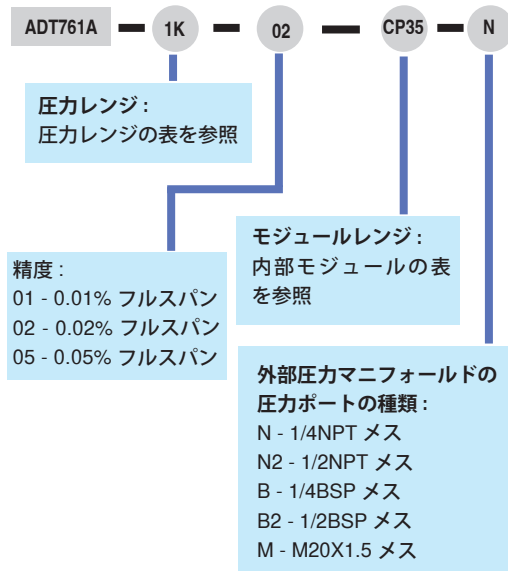 ADT761A — 1K — 02 — CP35 — N
圧力レンジ :
圧力レンジの表を参照
精度 :
01 - 0.01% フルスパン
02 - 0.02% フルスパン
05 - 0.05% フルスパン
モジュールレンジ :
内部モジュールの表
を参照
外部圧力マニフォールドの
圧力ポートの種類 :
N - 1/4NPT メス
N2 - 1/2NPT メス
B - 1/4BSP メス
B2 - 1/2BSP メス
M - M20X1.5 メス